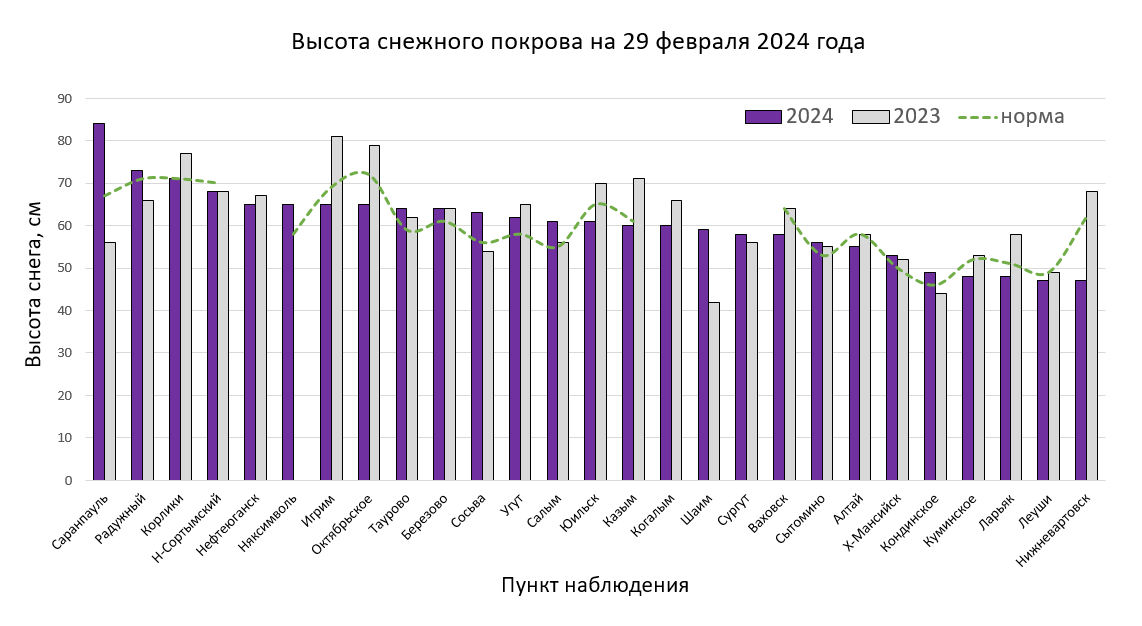 Высота снежного покрова на 29 февраля 2024 года
2024 2023 норма
Высота снега, см
90
80
70
60
50
40
30
20
10
0
Саранпауль
Радужный
Корлики
Н-Сортымский
Нефтеюганск
Няксимволь
Игрим
Октябрьское
Таурово
Березово
Сосьва
Угут
Салым
Юильск
Казым
Когалым
Шаим
Сургут
Ваховск
Сытомино
Алтай
Х-Мансийск
Кондинское
Куминское
Ларьяк
Леуши
Нижневартовск
Пункт наблюдения